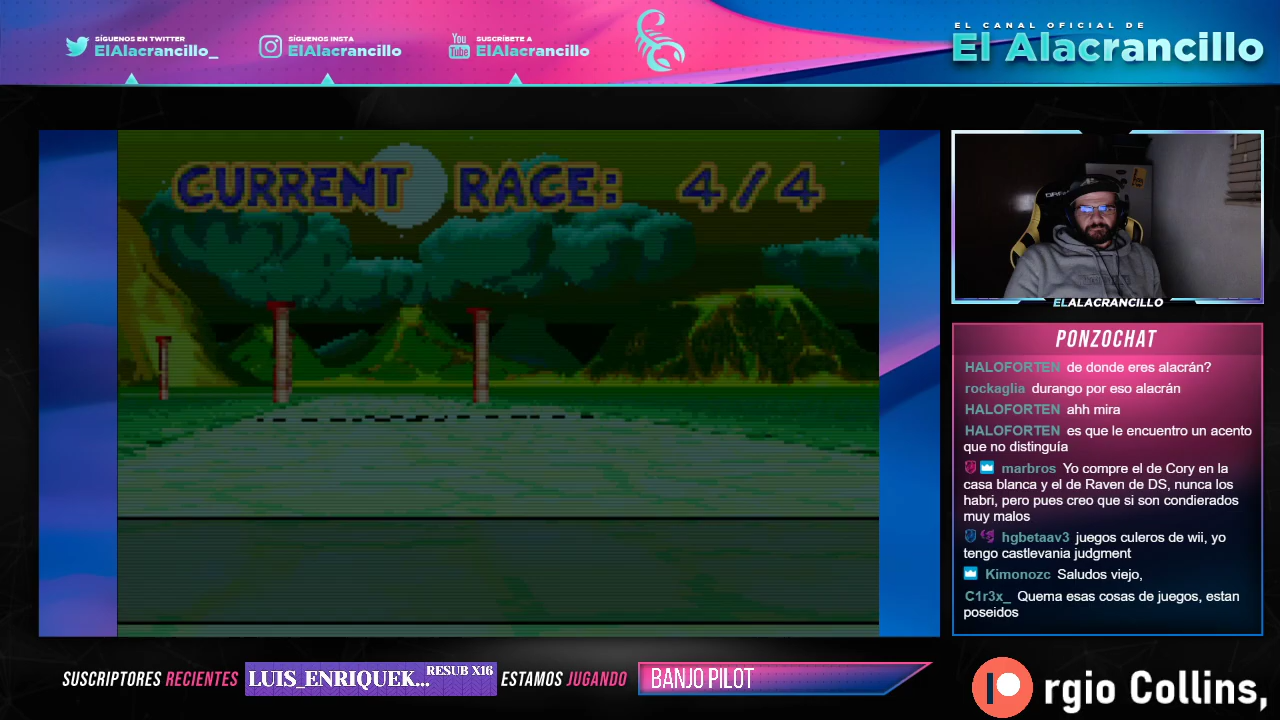 SÍGUENOS EN TWITTER
ElAlacrancillo_
SÍGUENOS INSTA
ElAlacrancillo
You
Tube
SUSCRÍBETE A
ElAlacrancillo
EL CANAL OFICIAL DE
El Alacrancillo
CURRENT RACE: 4/4
ELALACRANCILLO
PONZOCHAT
HALOFORTEN de donde eres alacrán?
rockaglia durango por eso alacrán
HALOFORTEN ahh mira
HALOFORTEN es que le encuentro un acento
que no distinguía
marbros Yo compre el de Cory en la
casa blanca y el de Raven de DS, nunca los
habri, pero pues creo que si son condierados
muy malos
hgbetaav3 juegos culeros de wii, yo
tengo castlevania judgment
Kimonozc Saludos viejo,
C1r3x_ Quema esas cosas de juegos, estan
poseidos
SUSCRIPTORES RECIENTES
LUIS_ENRIQUEK...
RESUB X16
ESTAMOS JUGANDO
BANJO PILOT
rgio Collins,